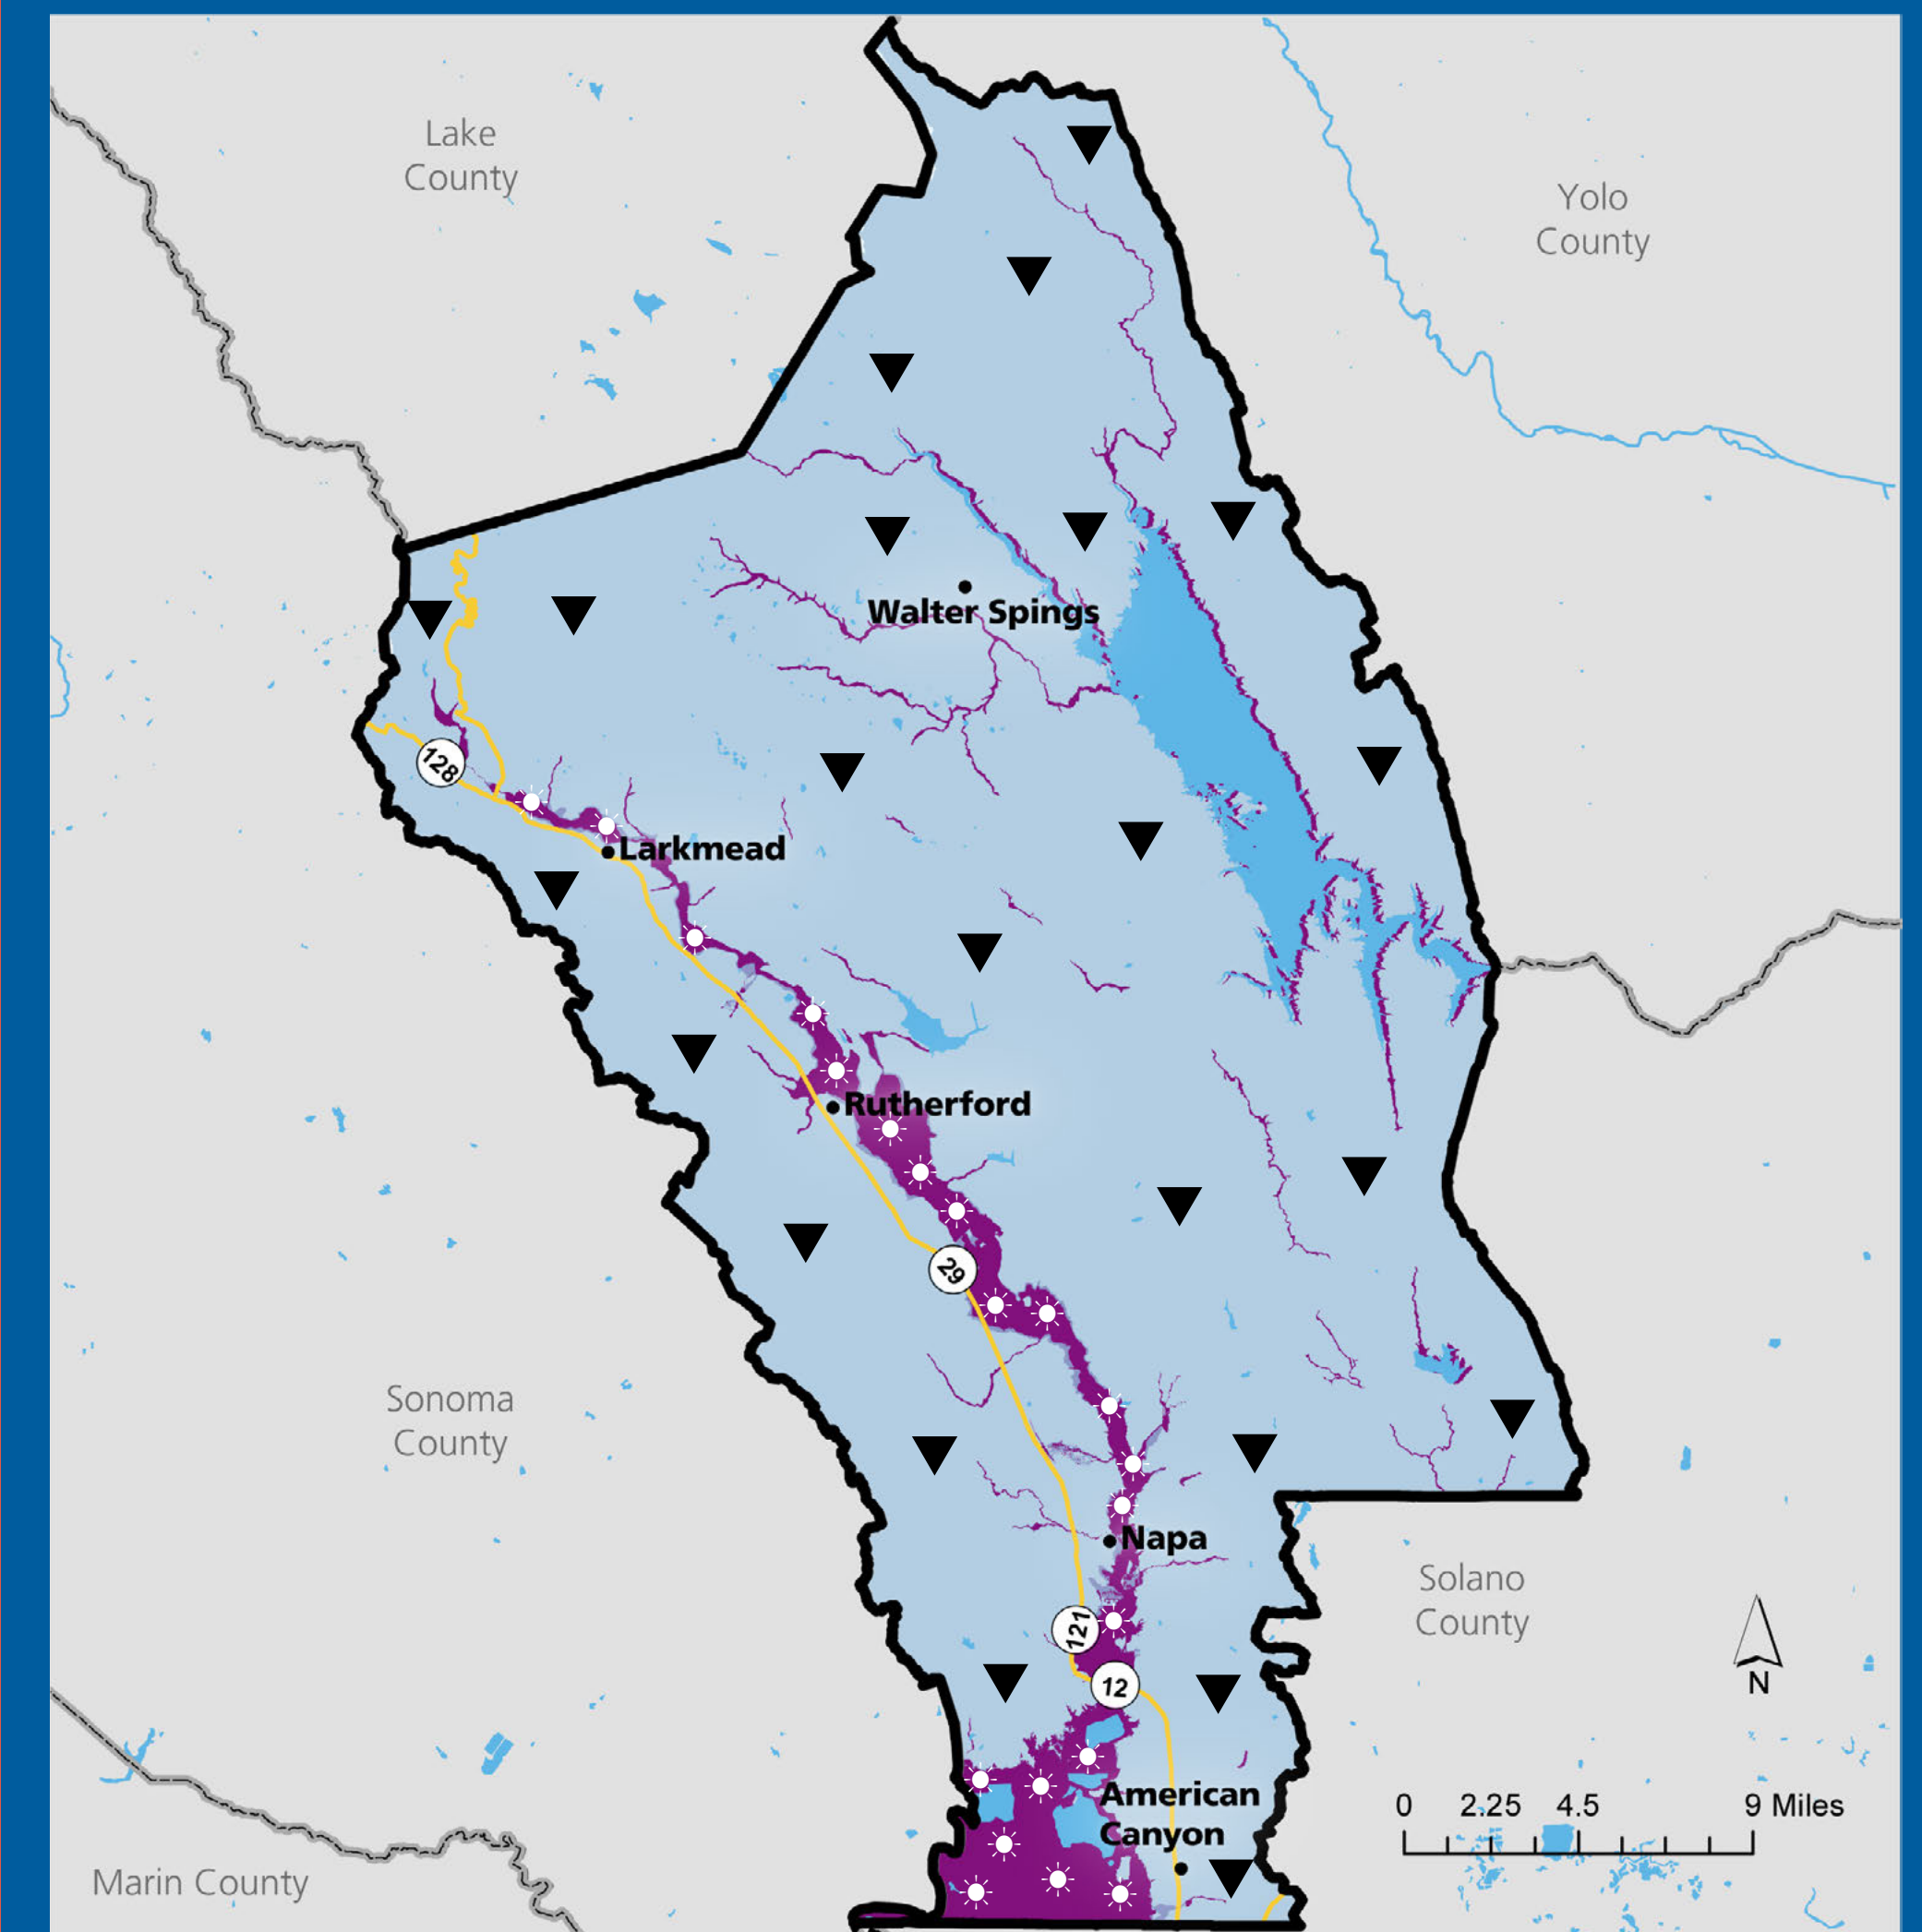 Lake
County
Yolo
County
Walter Spings
128
Larkmead
Rutherford
29
Sonoma
County
Napa
Solano
County
121
12
N
American
Canyon
0 2.25 4.5 9 Miles
Marin County